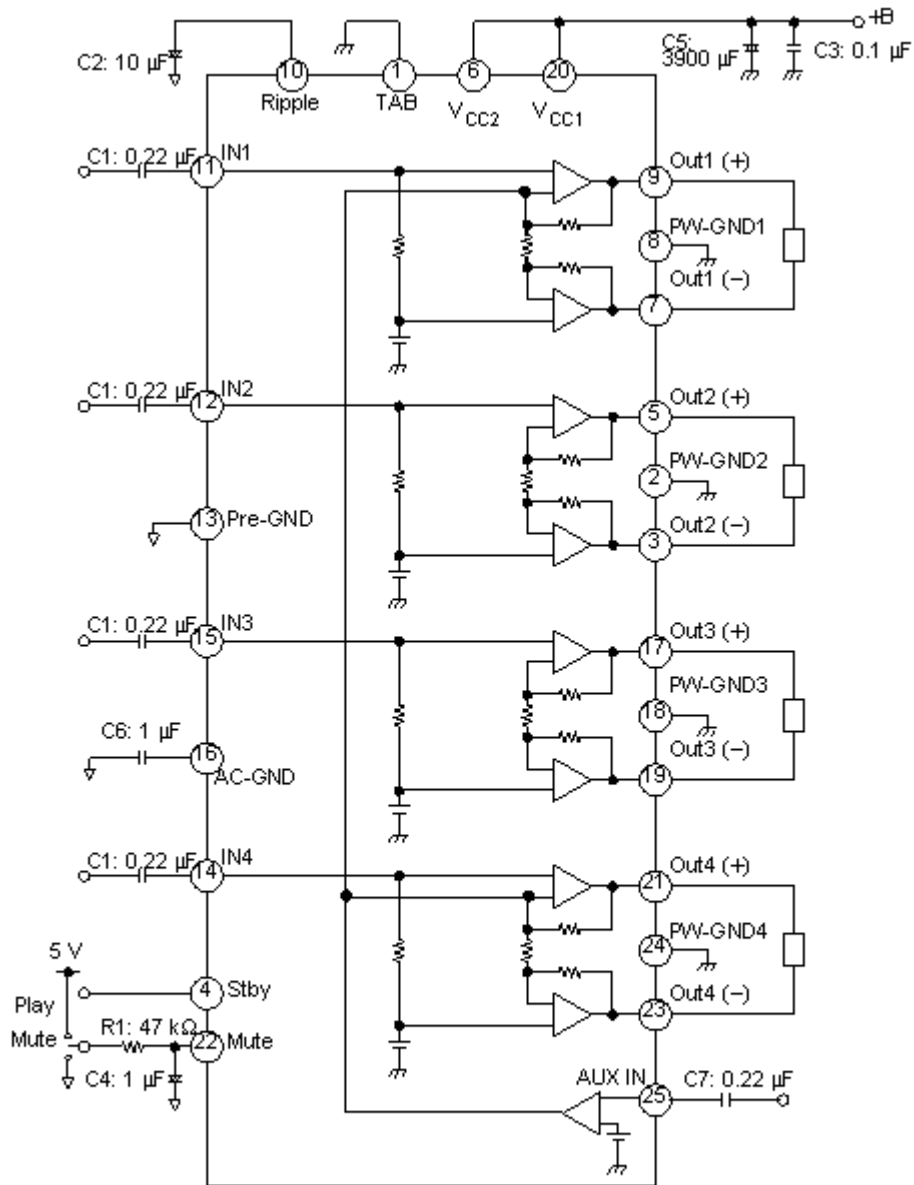 +B
C2: 10 µF
C5:
3900 µF
C3: 0.1 µF
10
1
6
20
Ripple
TAB
VCC2
VCC1
C1: 0.22 µF
11
IN1
9
Out1 (+)
8
PW-GND1
7
Out1 (−)
C1: 0.22 µF
12
IN2
5
Out2 (+)
2
PW-GND2
13
Pre-GND
3
Out2 (−)
C1: 0.22 µF
15
IN3
17
Out3 (+)
18
PW-GND3
C6: 1 µF
16
AC-GND
19
Out3 (−)
C1: 0.22 µF
14
IN4
21
Out4 (+)
24
PW-GND4
5 V
4
Stby
23
Out4 (−)
Play
Mute
R1: 47 kΩ
22
Mute
C4: 1 µF
AUX IN
25
C7: 0.22 µF